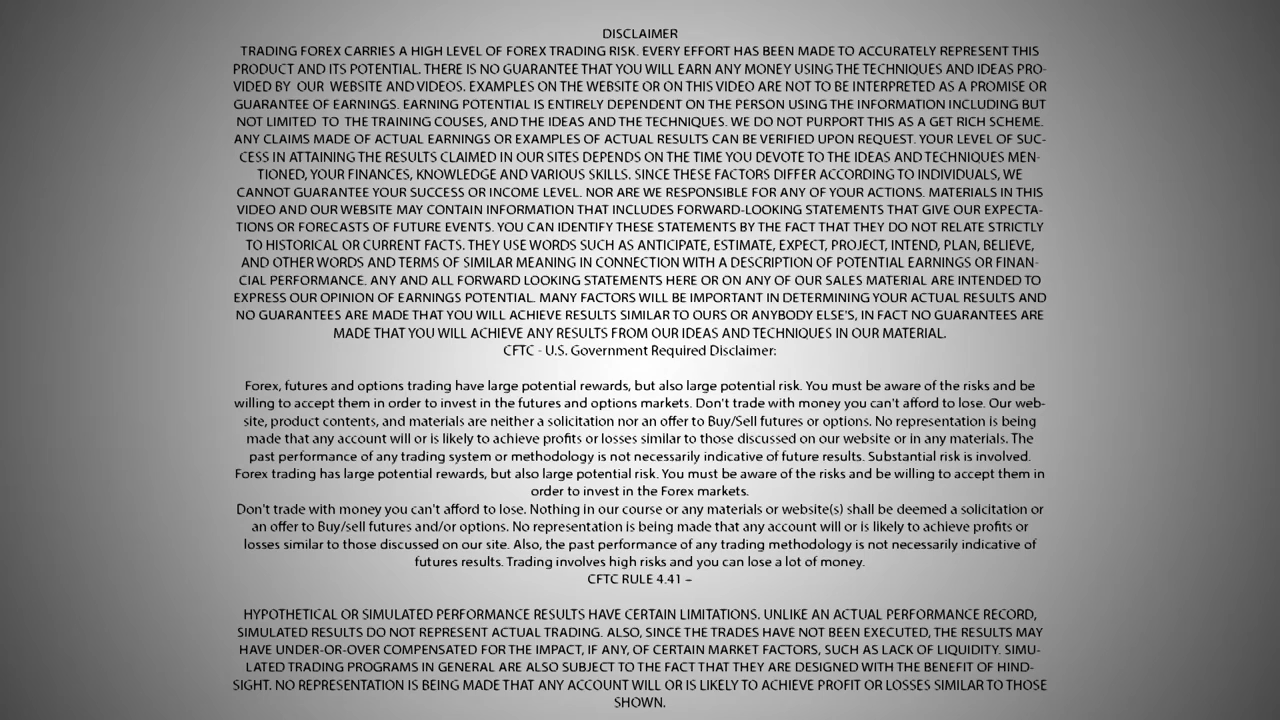 DISCLAIMER
TRADING FOREX CARRIES A HIGH LEVEL OF FOREX TRADING RISK. EVERY EFFORT HAS BEEN MADE TO ACCURATELY REPRESENT THIS
PRODUCT AND ITS POTENTIAL. THERE IS NO GUARANTEE THAT YOU WILL EARN ANY MONEY USING THE TECHNIQUES AND IDEAS PRO-
VIDED BY OUR WEBSITE AND VIDEOS. EXAMPLES ON THE WEBSITE OR ON THIS VIDEO ARE NOT TO BE INTERPRETED AS A PROMISE OR
GUARANTEE OF EARNINGS. EARNING POTENTIAL IS ENTIRELY DEPENDENT ON THE PERSON USING THE INFORMATION INCLUDING BUT
NOT LIMITED TO THE TRAINING COUSES, AND THE IDEAS AND THE TECHNIQUES. WE DO NOT PURPORT THIS AS A GET RICH SCHEME.
ANY CLAIMS MADE OF ACTUAL EARNINGS OR EXAMPLES OF ACTUAL RESULTS CAN BE VERIFIED UPON REQUEST. YOUR LEVEL OF SUC-
CESS IN ATTAINING THE RESULTS CLAIMED IN OUR SITES DEPENDS ON THE TIME YOU DEVOTE TO THE IDEAS AND TECHNIQUES MEN-
TIONED, YOUR FINANCES, KNOWLEDGE AND VARIOUS SKILLS. SINCE THESE FACTORS DIFFER ACCORDING TO INDIVIDUALS, WE
CANNOT GUARANTEE YOUR SUCCESS OR INCOME LEVEL. NOR ARE WE RESPONSIBLE FOR ANY OF YOUR ACTIONS. MATERIALS IN THIS
VIDEO AND OUR WEBSITE MAY CONTAIN INFORMATION THAT INCLUDES FORWARD-LOOKING STATEMENTS THAT GIVE OUR EXPECTA-
TIONS OR FORECASTS OF FUTURE EVENTS. YOU CAN IDENTIFY THESE STATEMENTS BY THE FACT THAT THEY DO NOT RELATE STRICTLY
TO HISTORICAL OR CURRENT FACTS. THEY USE WORDS SUCH AS ANTICIPATE, ESTIMATE, EXPECT, PROJECT, INTEND, PLAN, BELIEVE,
AND OTHER WORDS AND TERMS OF SIMILAR MEANING IN CONNECTION WITH A DESCRIPTION OF POTENTIAL EARNINGS OR FINAN-
CIAL PERFORMANCE. ANY AND ALL FORWARD LOOKING STATEMENTS HERE OR ON ANY OF OUR SALES MATERIAL ARE INTENDED TO
EXPRESS OUR OPINION OF EARNINGS POTENTIAL. MANY FACTORS WILL BE IMPORTANT IN DETERMINING YOUR ACTUAL RESULTS AND
NO GUARANTEES ARE MADE THAT YOU WILL ACHIEVE RESULTS SIMILAR TO OURS OR ANYBODY ELSE'S, IN FACT NO GUARANTEES ARE
MADE THAT YOU WILL ACHIEVE ANY RESULTS FROM OUR IDEAS AND TECHNIQUES IN OUR MATERIAL.
CFTC - U.S. Government Required Disclaimer:
Forex, futures and options trading have large potential rewards, but also large potential risk. You must be aware of the risks and be
willing to accept them in order to invest in the futures and options markets. Don't trade with money you can't afford to lose. Our web-
site, product contents, and materials are neither a solicitation nor an offer to Buy/Sell futures or options. No representation is being
made that any account will or is likely to achieve profits or losses similar to those discussed on our website or in any materials. The
past performance of any trading system or methodology is not necessarily indicative of future results. Substantial risk is involved.
Forex trading has large potential rewards, but also large potential risk. You must be aware of the risks and be willing to accept them in
order to invest in the Forex markets.
Don't trade with money you can't afford to lose. Nothing in our course or any materials or website(s) shall be deemed a solicitation or
an offer to Buy/sell futures and/or options. No representation is being made that any account will or is likely to achieve profits or
losses similar to those discussed on our site. Also, the past performance of any trading methodology is not necessarily indicative of
futures results. Trading involves high risks and you can lose a lot of money.
CFTC RULE 4.41 –
HYPOTHETICAL OR SIMULATED PERFORMANCE RESULTS HAVE CERTAIN LIMITATIONS. UNLIKE AN ACTUAL PERFORMANCE RECORD,
SIMULATED RESULTS DO NOT REPRESENT ACTUAL TRADING. ALSO, SINCE THE TRADES HAVE NOT BEEN EXECUTED, THE RESULTS MAY
HAVE UNDER-OR-OVER COMPENSATED FOR THE IMPACT, IF ANY, OF CERTAIN MARKET FACTORS, SUCH AS LACK OF LIQUIDITY. SIMU-
LATED TRADING PROGRAMS IN GENERAL ARE ALSO SUBJECT TO THE FACT THAT THEY ARE DESIGNED WITH THE BENEFIT OF HIND-
SIGHT. NO REPRESENTATION IS BEING MADE THAT ANY ACCOUNT WILL OR IS LIKELY TO ACHIEVE PROFIT OR LOSSES SIMILAR TO THOSE
SHOWN.